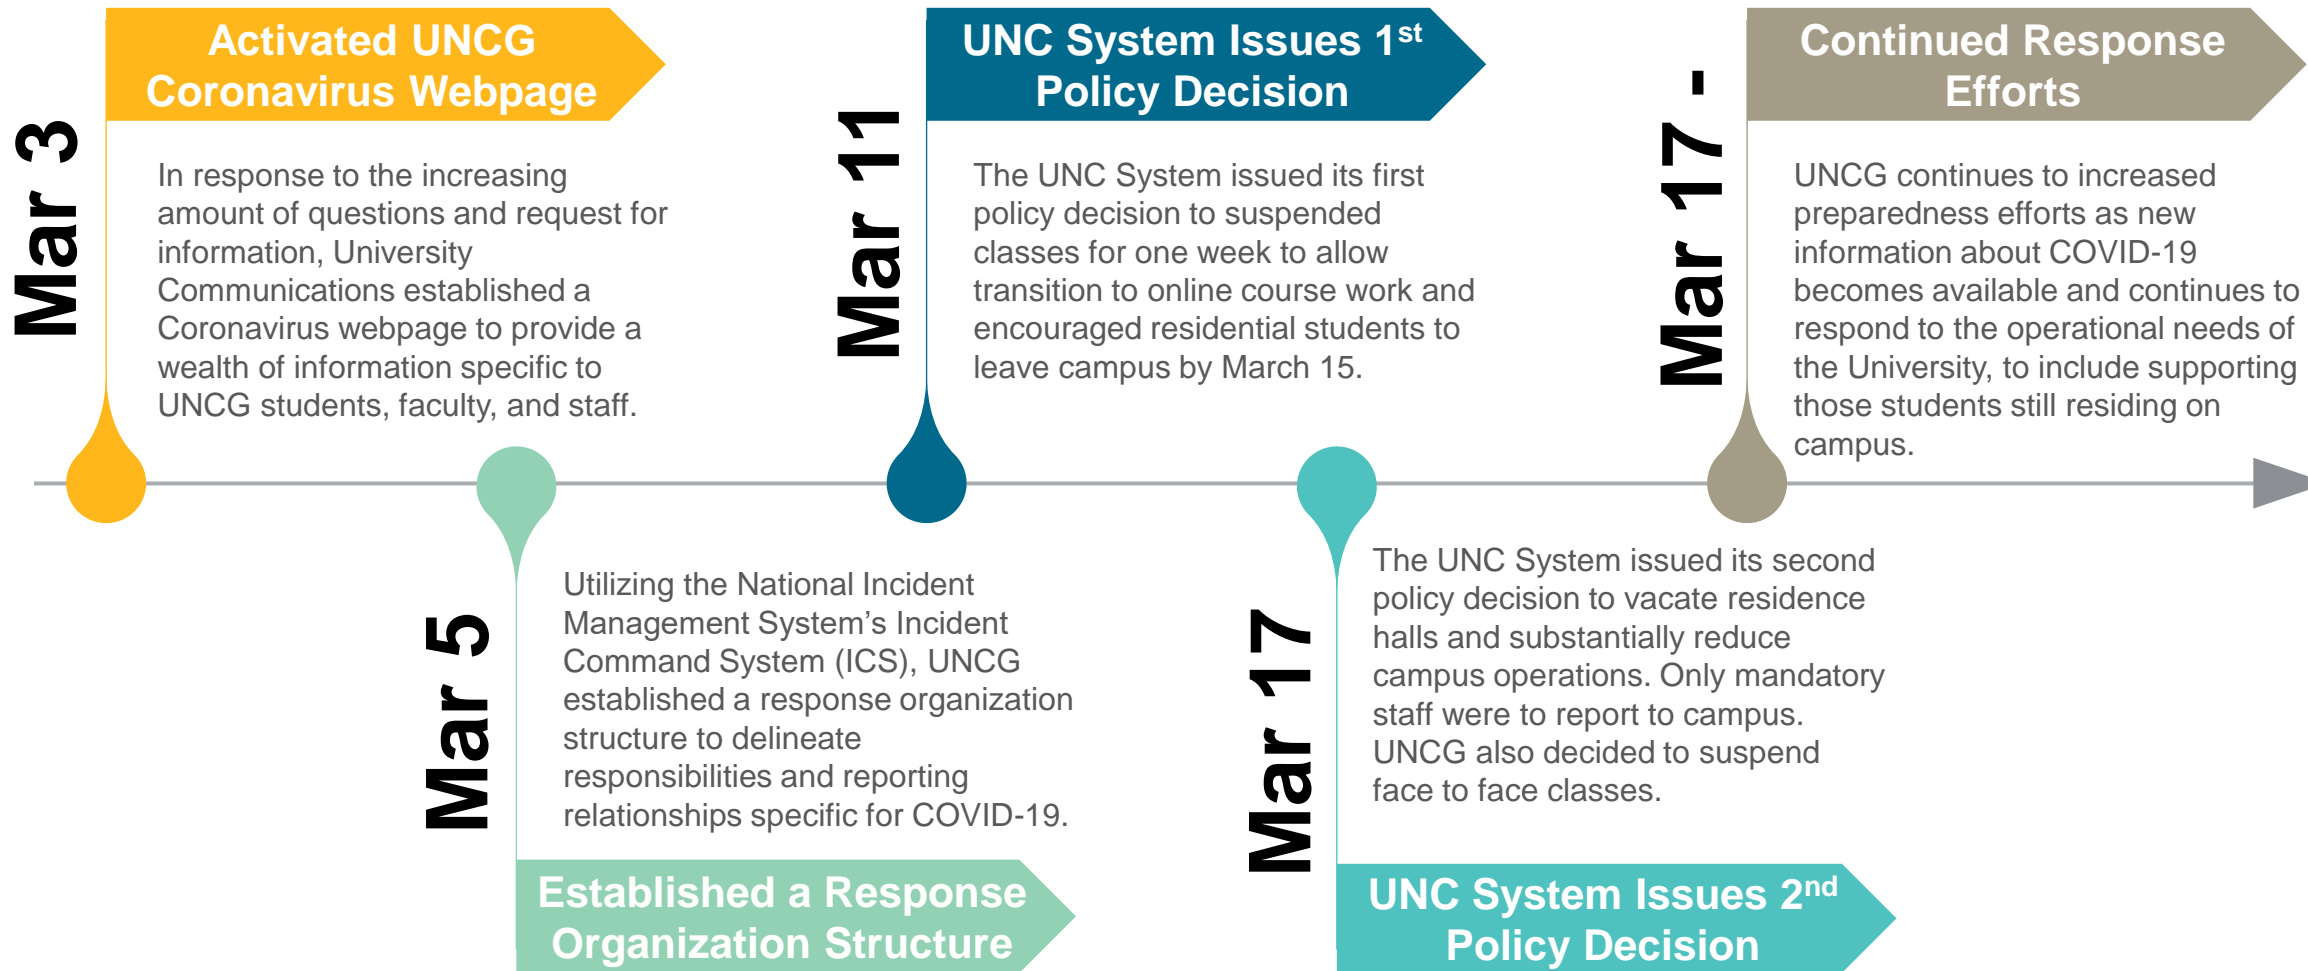 Mar 3
Activated UNCG
Coronavirus Webpage
In response to the increasing
amount of questions and request for
information, University
Communications established a
Coronavirus webpage to provide a
wealth of information specific to
UNCG students, faculty, and staff.
Mar 5
Utilizing the National Incident
Management System’s Incident
Command System (ICS), UNCG
established a response organization
structure to delineate
responsibilities and reporting
relationships specific for COVID-19.
Established a Response
Organization Structure
Mar 11
UNC System Issues 1st
Policy Decision
The UNC System issued its first
policy decision to suspended
classes for one week to allow
transition to online course work and
encouraged residential students to
leave campus by March 15.
Mar 17
The UNC System issued its second
policy decision to vacate residence
halls and substantially reduce
campus operations. Only mandatory
staff were to report to campus.
UNCG also decided to suspend
face to face classes.
UNC System Issues 2nd
Policy Decision
Mar 17 -
Continued Response
Efforts
UNCG continues to increased
preparedness efforts as new
information about COVID-19
becomes available and continues to
respond to the operational needs of
the University, to include supporting
those students still residing on
campus.